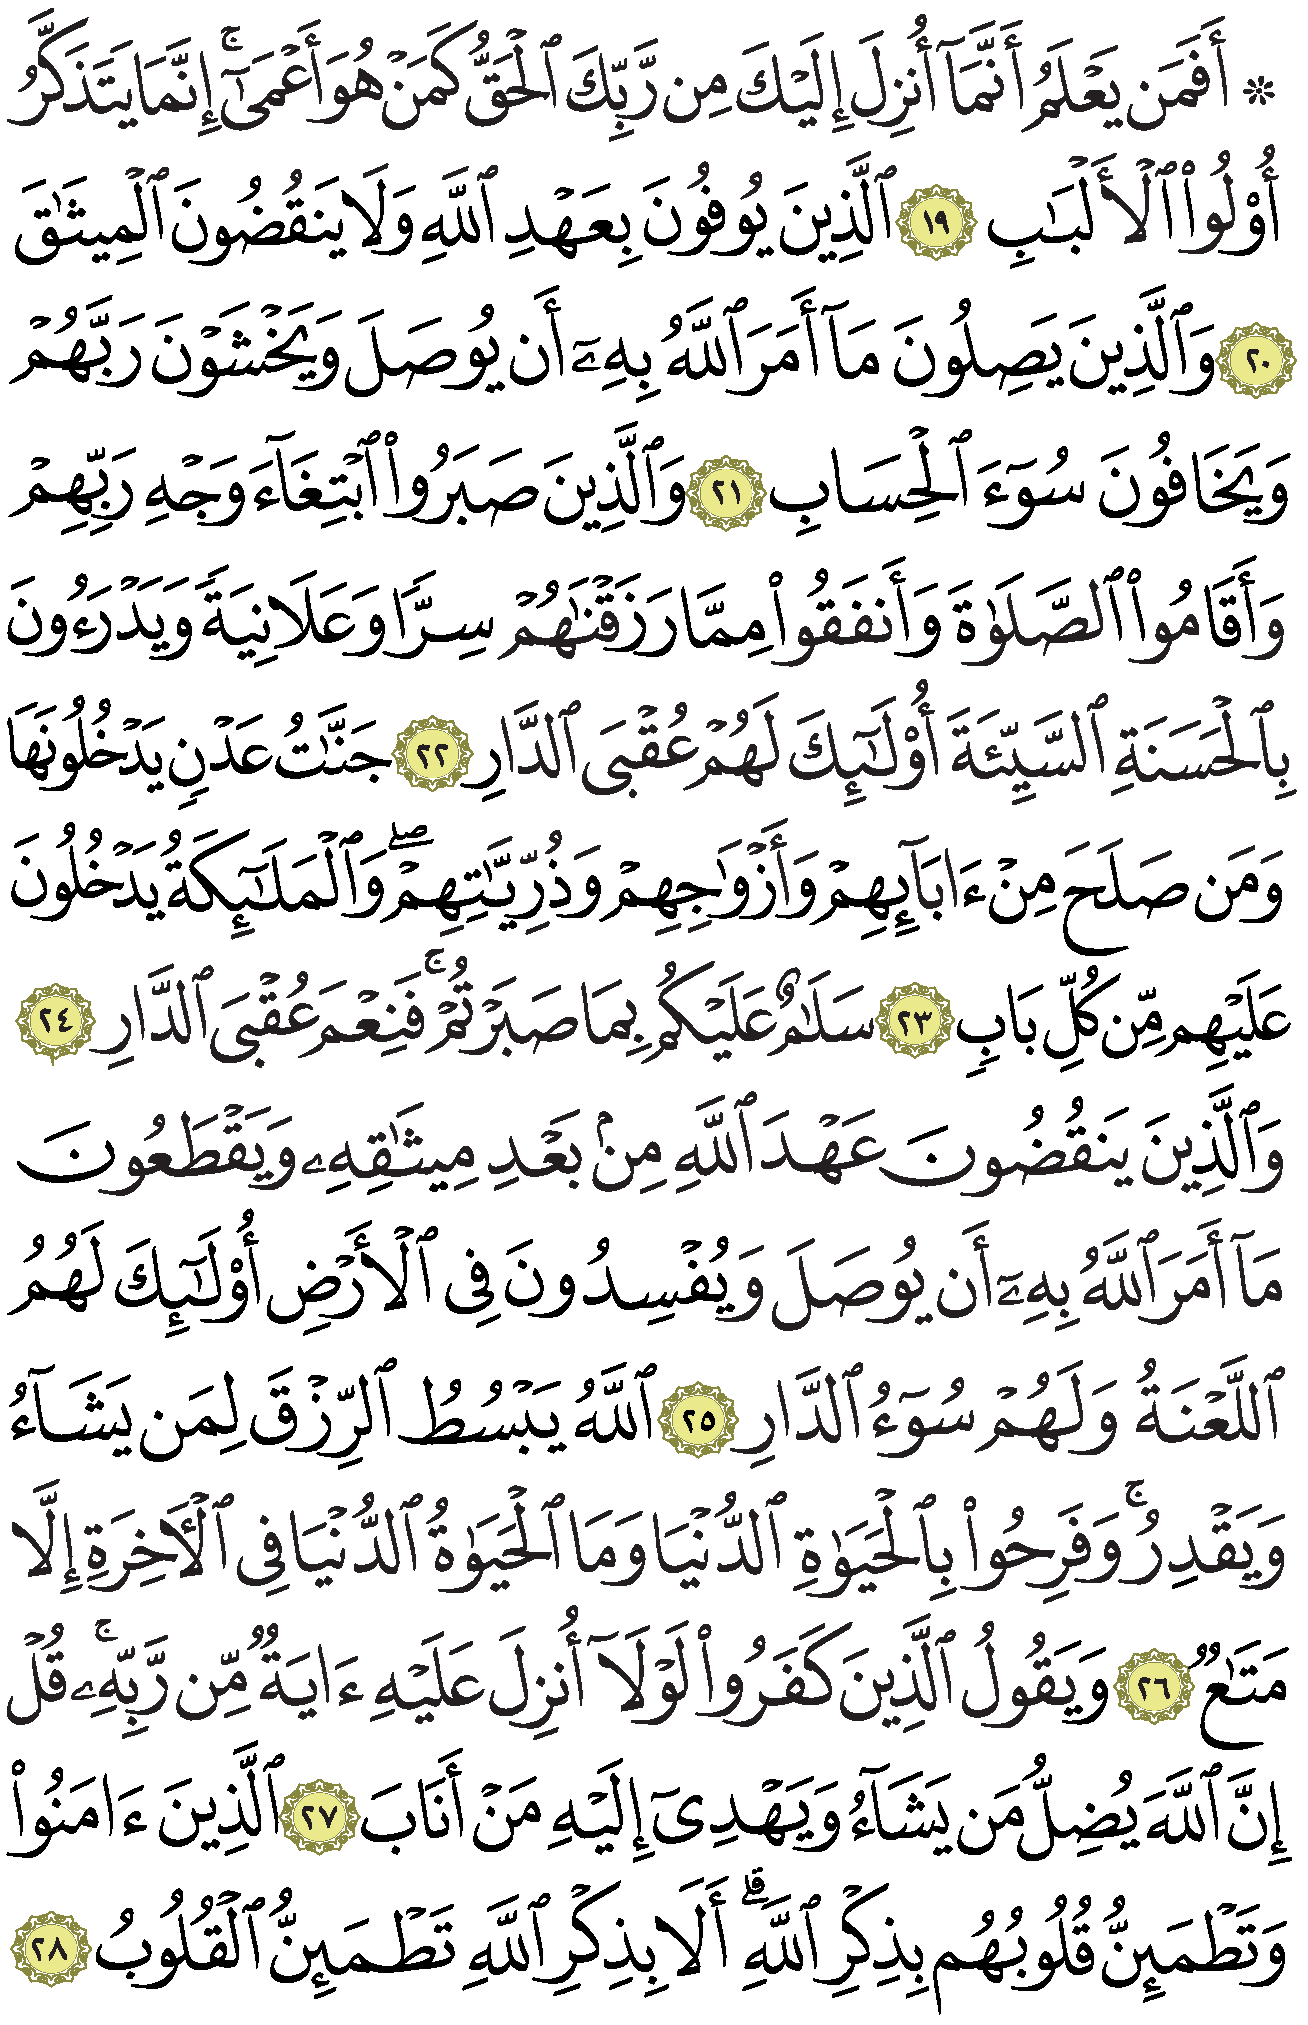 ۞ أَفَمَن يَعْلَمُ أَنَّمَآ أُنزِلَ إِلَيْكَ مِن رَّبِّكَ ٱلْحَقُّ كَمَنْ هُوَ أَعْمَىٰٓ ۚ إِنَّمَا يَتَذَكَّرُ
أُو۟لُوا۟ ٱلْأَلْبَـٰبِ ١٩ ٱلَّذِينَ يُوفُونَ بِعَهْدِ ٱللَّهِ وَلَا يَنقُضُونَ ٱلْمِيثَـٰقَ
٢٠ وَٱلَّذِينَ يَصِلُونَ مَآ أَمَرَ ٱللَّهُ بِهِۦٓ أَن يُوصَلَ وَيَخْشَوْنَ رَبَّهُمْ
وَيَخَافُونَ سُوٓءَ ٱلْحِسَابِ ٢١ وَٱلَّذِينَ صَبَرُوا۟ ٱبْتِغَآءَ وَجْهِ رَبِّهِمْ
وَأَقَامُوا۟ ٱلصَّلَوٰةَ وَأَنفَقُوا۟ مِمَّا رَزَقْنَـٰهُمْ سِرًّا وَعَلَانِيَةً وَيَدْرَءُونَ
بِٱلْحَسَنَةِ ٱلسَّيِّئَةَ أُو۟لَـٰٓئِكَ لَهُمْ عُقْبَى ٱلدَّارِ ٢٢ جَنَّـٰتُ عَدْنٍ يَدْخُلُونَهَا
وَمَن صَلَحَ مِنْ ءَابَآئِهِمْ وَأَزْوَٰجِهِمْ وَذُرِّيَّـٰتِهِمْ ۖ وَٱلْمَلَـٰٓئِكَةُ يَدْخُلُونَ
عَلَيْهِم مِّن كُلِّ بَابٍ ٢٣ سَلَـٰمٌ عَلَيْكُم بِمَا صَبَرْتُمْ ۚ فَنِعْمَ عُقْبَى ٱلدَّارِ ٢٤
وَٱلَّذِينَ يَنقُضُونَ عَهْدَ ٱللَّهِ مِنۢ بَعْدِ مِيثَـٰقِهِۦ وَيَقْطَعُونَ
مَآ أَمَرَ ٱللَّهُ بِهِۦٓ أَن يُوصَلَ وَيُفْسِدُونَ فِى ٱلْأَرْضِ أُو۟لَـٰٓئِكَ لَهُمُ
ٱللَّعْنَةُ وَلَهُمْ سُوٓءُ ٱلدَّارِ ٢٥ ٱللَّهُ يَبْسُطُ ٱلرِّزْقَ لِمَن يَشَآءُ
وَيَقْدِرُ ۚ وَفَرِحُوا۟ بِٱلْحَيَوٰةِ ٱلدُّنْيَا وَمَا ٱلْحَيَوٰةُ ٱلدُّنْيَا فِى ٱلْـَٔاخِرَةِ إِلَّا
مَتَـٰعٌ ٢٦ وَيَقُولُ ٱلَّذِينَ كَفَرُوا۟ لَوْلَآ أُنزِلَ عَلَيْهِ ءَايَةٌ مِّن رَّبِّهِۦ ۗ قُلْ
إِنَّ ٱللَّهَ يُضِلُّ مَن يَشَآءُ وَيَهْدِىٓ إِلَيْهِ مَنْ أَنَابَ ٢٧ ٱلَّذِينَ ءَامَنُوا۟
وَتَطْمَئِنُّ قُلُوبُهُم بِذِكْرِ ٱللَّهِ ۗ أَلَا بِذِكْرِ ٱللَّهِ تَطْمَئِنُّ ٱلْقُلُوبُ ٢٨